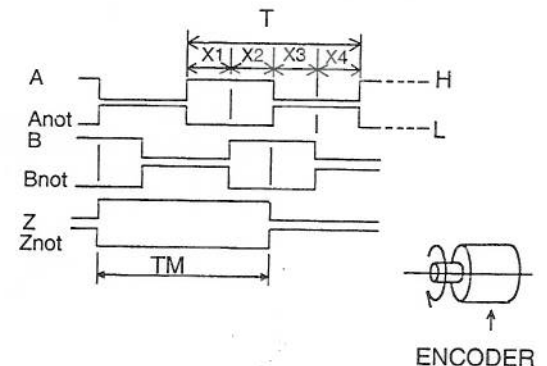 T
X1 X2 X3 X4
A
H
Anot
L
B
Bnot
Z
Znot
TM
ENCODER